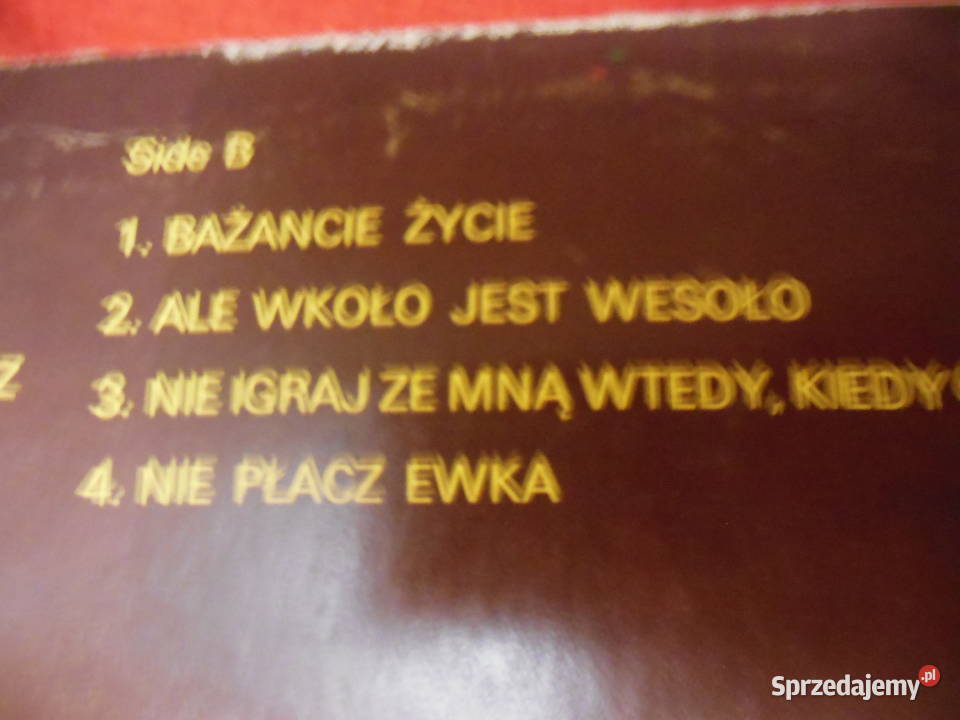 Side B
1. BAŻANCIE ŻYCIE
2. ALE WKOŁO JEST WESOŁO
Z
3. NIE IGRAJ ZE MNĄ WTEDY, KIEDY
4. NIE PŁACZ EWKA
Sprzedajemy.pl